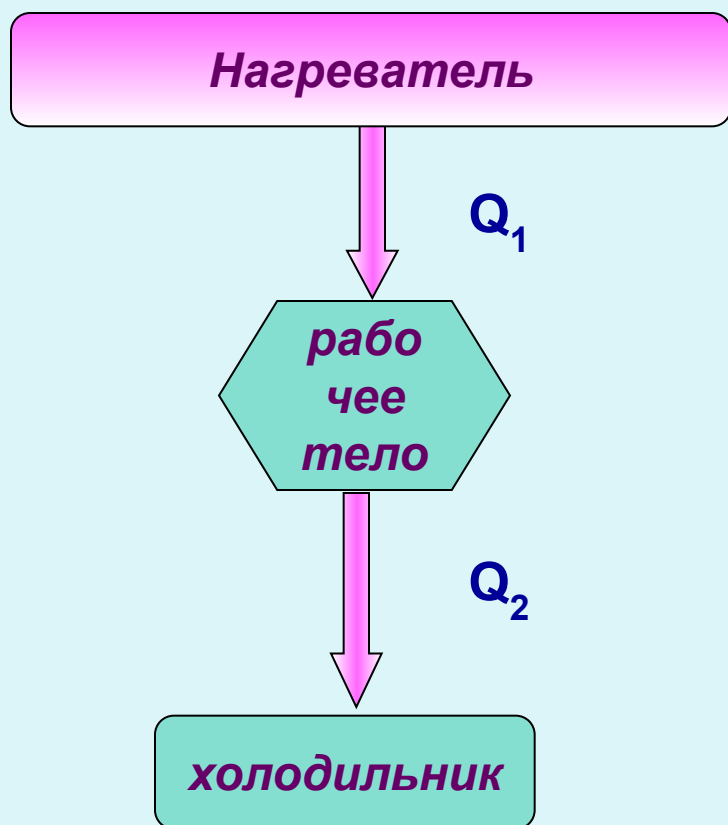 Нагреватель
Q₁
рабо
чее
тело
Q₂
холодильник